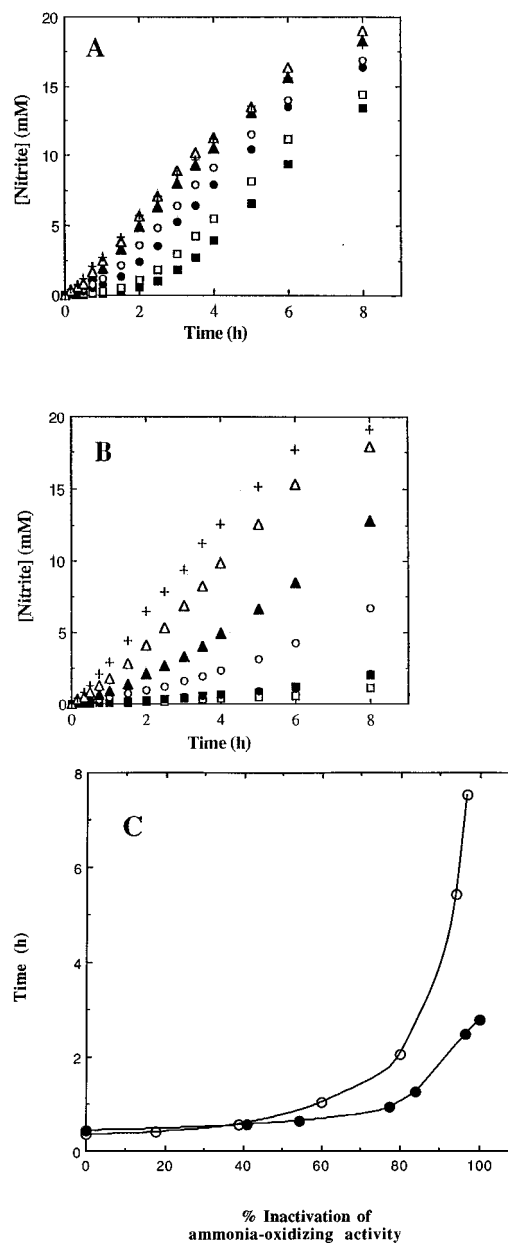 A
[Nitrite] (mM)
20
15
10
5
0
0 2 4 6 8
Time (h)
B
[Nitrite] (mM)
20
15
10
5
0
0 2 4 6 8
Time (h)
C
Time (h)
8
6
4
2
0
0 20 40 60 80 100
% Inactivation of
ammonia-oxidizing activity